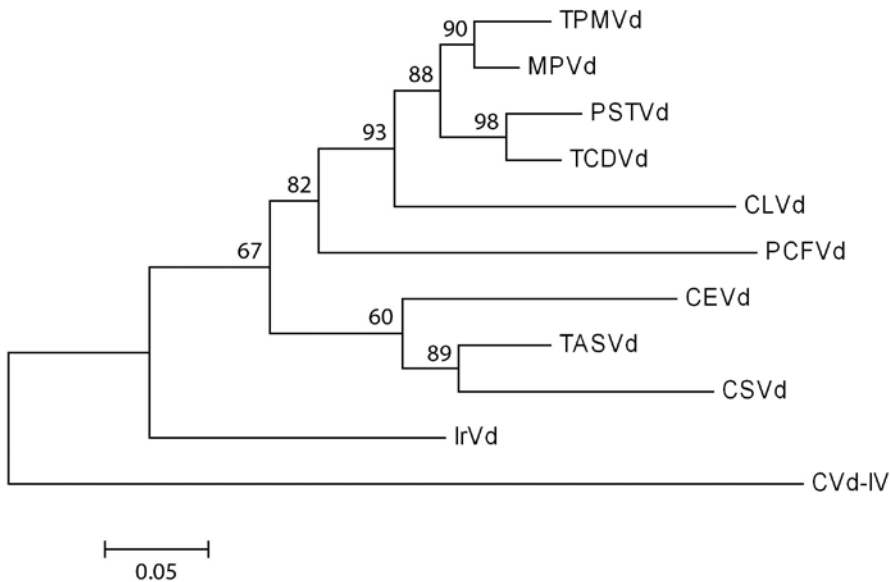 90
TPMVd
MPVd
88
98
PSTVd
TCDVd
93
CLVd
82
PCFVd
67
CEVd
60
TASVd
89
CSVd
IrVd
CVd-IV
0.05